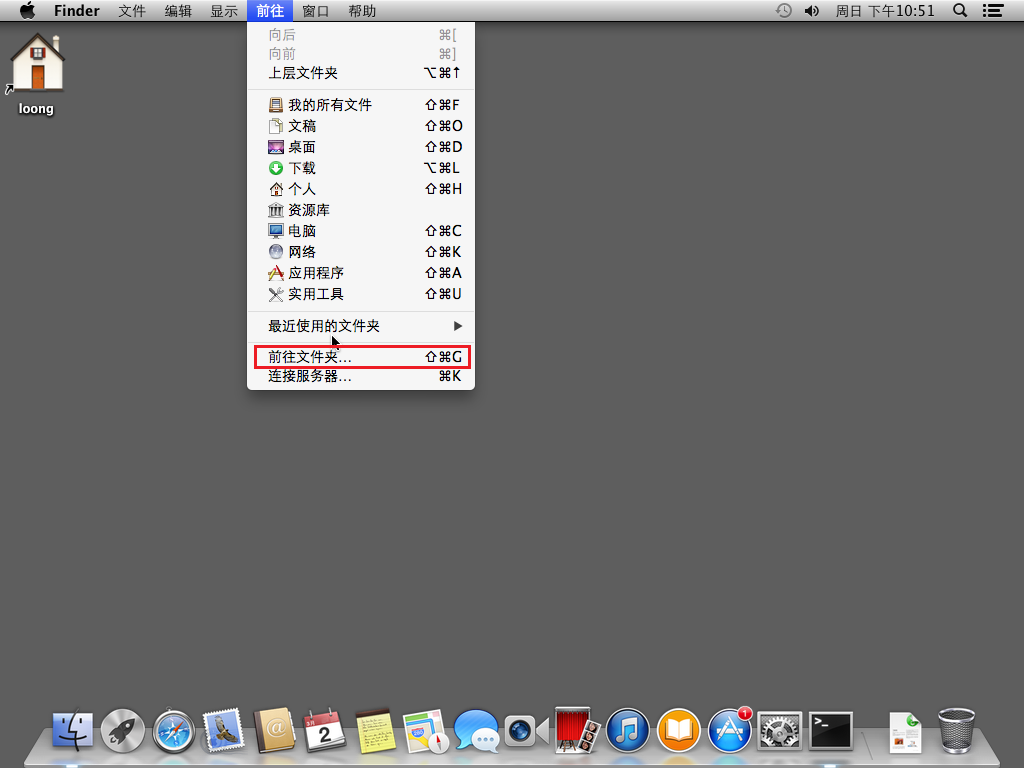 Finder 文件 编辑 显示 前往 窗口 帮助 周日 下午10:51
loong
向后 ⌘[
向前 ⌘]
上层文件夹 ⌥⌘↑
我的所有文件 ⇧⌘F
文稿 ⇧⌘O
桌面 ⇧⌘D
下载 ⌥⌘L
个人 ⇧⌘H
资源库
电脑 ⇧⌘C
网络 ⇧⌘K
应用程序 ⇧⌘A
实用工具 ⇧⌘U
最近使用的文件夹 ▶
前往文件夹… ⇧⌘G
连接服务器… ⌘K
3月
2
1